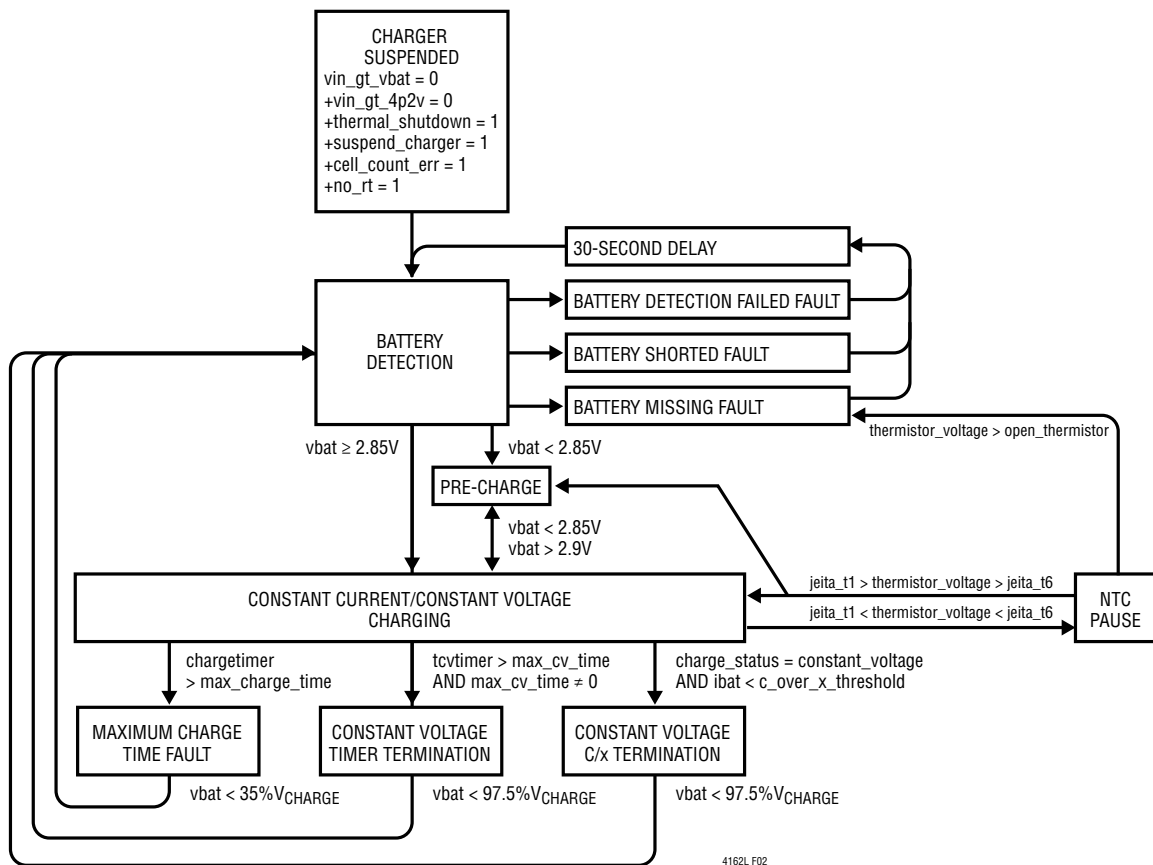 CHARGER
SUSPENDED
vin_gt_vbat = 0
+vin_gt_4p2v = 0
+thermal_shutdown = 1
+suspend_charger = 1
+cell_count_err = 1
+no_rt = 1
30-SECOND DELAY
BATTERY DETECTION FAILED FAULT
BATTERY
DETECTION
BATTERY SHORTED FAULT
BATTERY MISSING FAULT
thermistor_voltage > open_thermistor
vbat ≥ 2.85V
vbat < 2.85V
PRE-CHARGE
vbat < 2.85V
vbat > 2.9V
CONSTANT CURRENT/CONSTANT VOLTAGE
CHARGING
jeita_t1 > thermistor_voltage > jeita_t6
jeita_t1 < thermistor_voltage < jeita_t6
NTC
PAUSE
chargetimer
> max_charge_time
tcvtimer > max_cv_time
AND max_cv_time ≠ 0
charge_status = constant_voltage
AND ibat < c_over_x_threshold
MAXIMUM CHARGE
TIME FAULT
CONSTANT VOLTAGE
TIMER TERMINATION
CONSTANT VOLTAGE
C/x TERMINATION
vbat < 35%VCHARGE
vbat < 97.5%VCHARGE
vbat < 97.5%VCHARGE
4162L F02